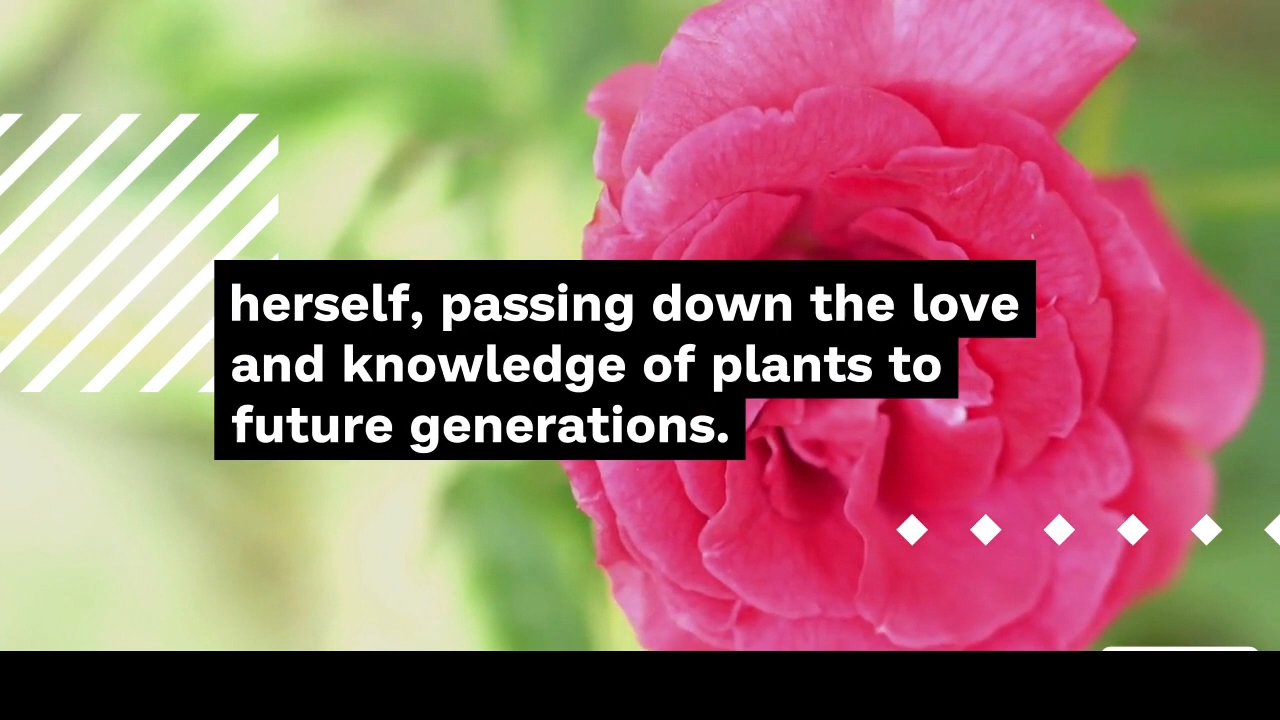 herself, passing down the love
and knowledge of plants to
future generations.